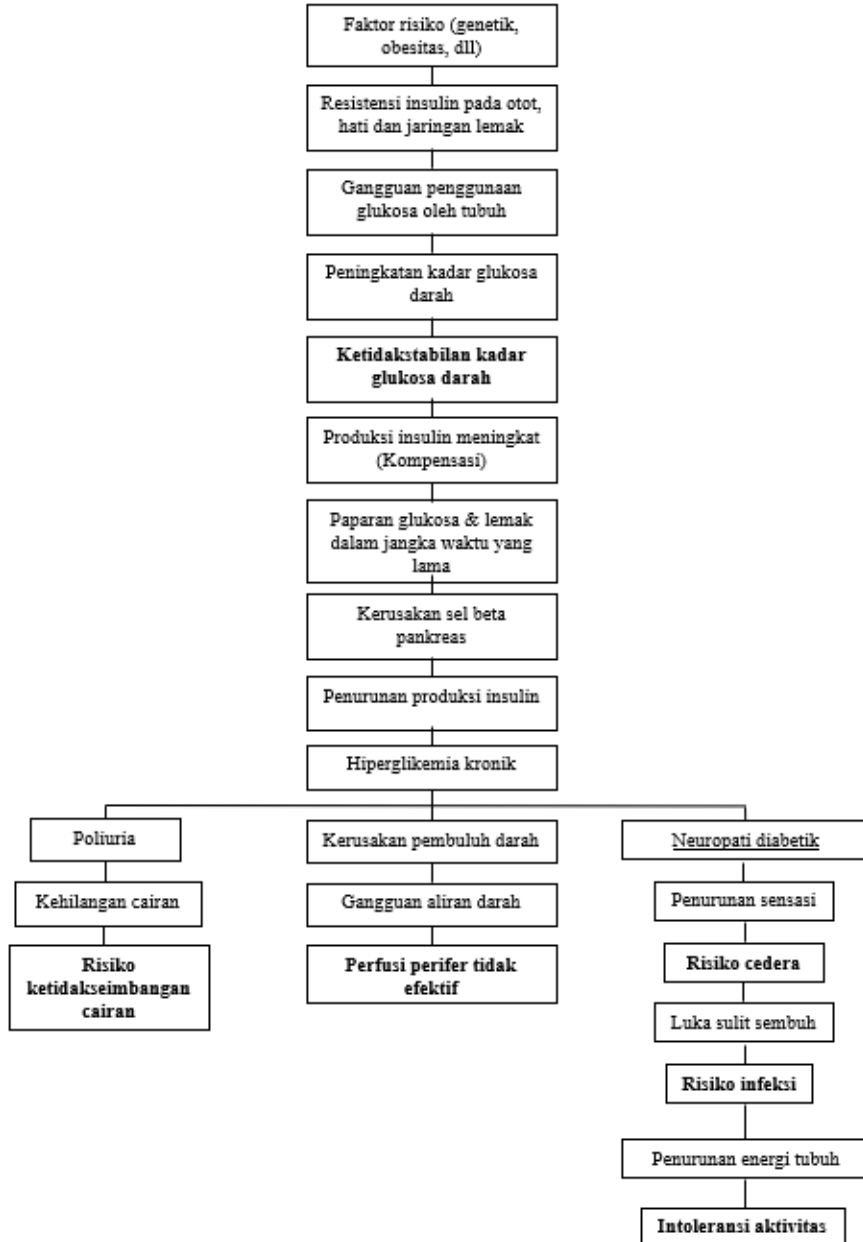 Faktor risiko (genetik,
obesitas, dll)
Resistensi insulin pada otot,
hati dan jaringan lemak
Gangguan penggunaan
glukosa oleh tubuh
Peningkatan kadar glukosa
darah
Ketidakstabilan kadar
glukosa darah
Produksi insulin meningkat
(Kompensasi)
Paparan glukosa & lemak
dalam jangka waktu yang
lama
Kerusakan sel beta
pankreas
Penurunan produksi insulin
Hiperglikemia kronik
Poliuria
Kehilangan cairan
Risiko
ketidakseimbangan
cairan
Kerusakan pembuluh darah
Gangguan aliran darah
Perfusi perifer tidak
efektif
Neuropati diabetik
Penurunan sensasi
Risiko cedera
Luka sulit sembuh
Risiko infeksi
Penurunan energi tubuh
Intoleransi aktivitas